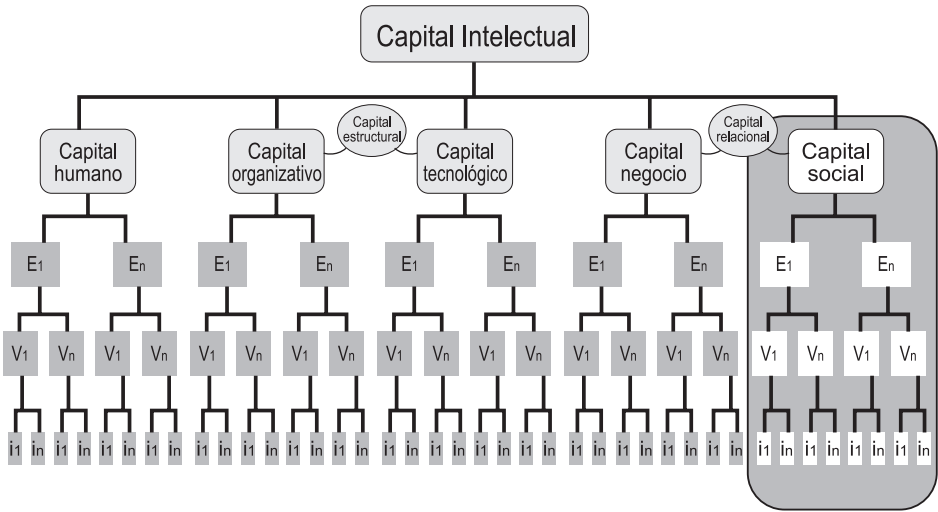 Capital Intelectual
Capital
estructural
Capital
relacional
Capital
humano
Capital
organizativo
Capital
tecnológico
Capital
negocio
Capital
social
E1 En E1 En E1 En E1 En E1 En
V1 Vn V1 Vn V1 Vn V1 Vn V1 Vn V1 Vn V1 Vn V1 Vn V1 Vn V1 Vn
i1 in i1 in i1 in i1 in i1 in i1 in i1 in i1 in i1 in i1 in i1 in i1 in i1 in i1 in i1 in i1 in i1 in i1 in i1 in i1 in